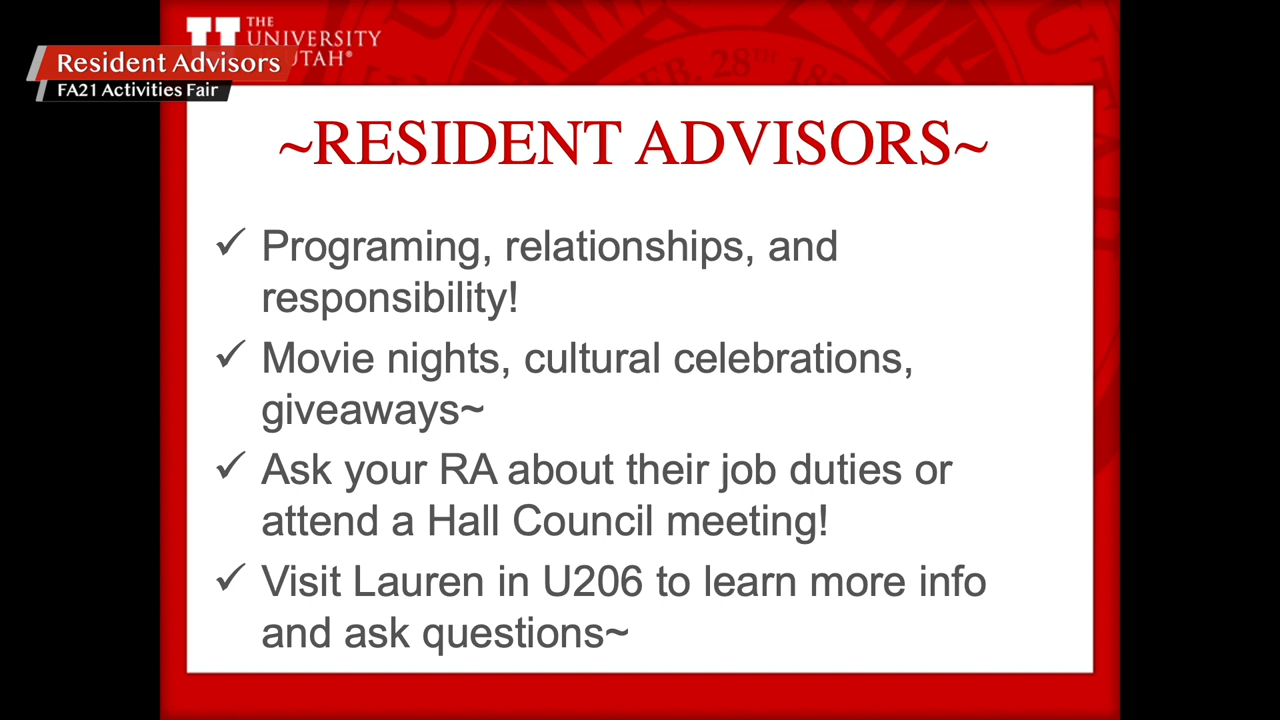 THE
UNIVERSITY
UTAH®
Resident Advisors
FA21 Activities Fair
~RESIDENT ADVISORS~
✓ Programing, relationships, and
responsibility!
✓ Movie nights, cultural celebrations,
giveaways~
✓ Ask your RA about their job duties or
attend a Hall Council meeting!
✓ Visit Lauren in U206 to learn more info
and ask questions~